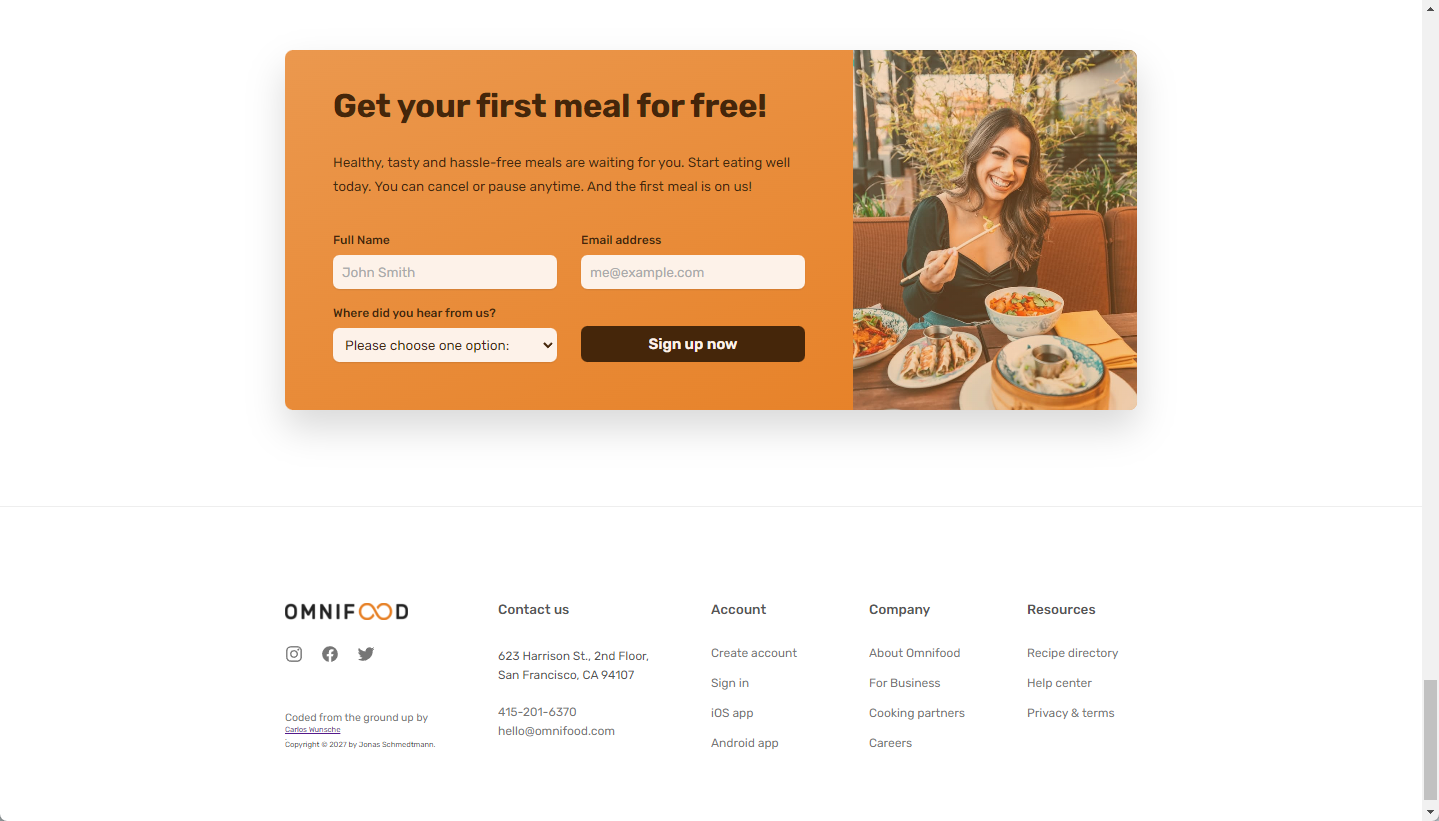 Get your first meal for free!
Healthy, tasty and hassle-free meals are waiting for you. Start eating well
today. You can cancel or pause anytime. And the first meal is on us!
Full Name
Email address
John Smith
me@example.com
Where did you hear from us?
Please choose one option:
Sign up now
OMNIFOOD
Coded from the ground up by
Carlos Wunsche
Copyright © 2027 by Jonas Schmedtmann.
Contact us
623 Harrison St., 2nd Floor,
San Francisco, CA 94107
415-201-6370
hello@omnifood.com
Account
Create account
Sign in
iOS app
Android app
Company
About Omnifood
For Business
Cooking partners
Careers
Resources
Recipe directory
Help center
Privacy & terms